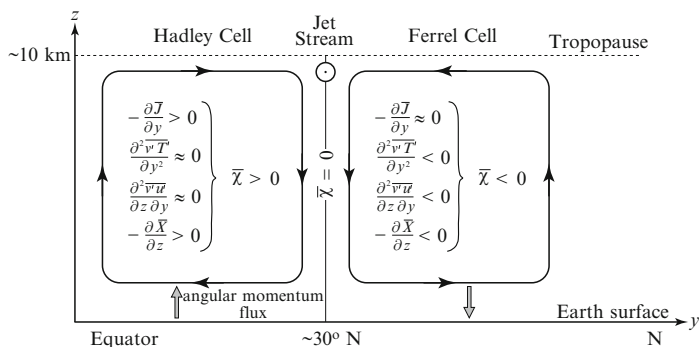 z
Hadley Cell
Jet
Stream
Ferrel Cell
Tropopause
~10 km
− ∂J̅/∂y > 0
∂²v̅'̅T̅'̅/∂y² ≈ 0
∂²v̅'̅u̅'̅/∂z ∂y ≈ 0
− ∂X̅/∂z > 0
χ̅ > 0
χ̅ = 0
− ∂J̅/∂y ≈ 0
∂²v̅'̅T̅'̅/∂y² < 0
∂²v̅'̅u̅'̅/∂z ∂y < 0
− ∂X̅/∂z < 0
χ̅ < 0
angular momentum
flux
Earth surface
y
Equator
~30° N
N